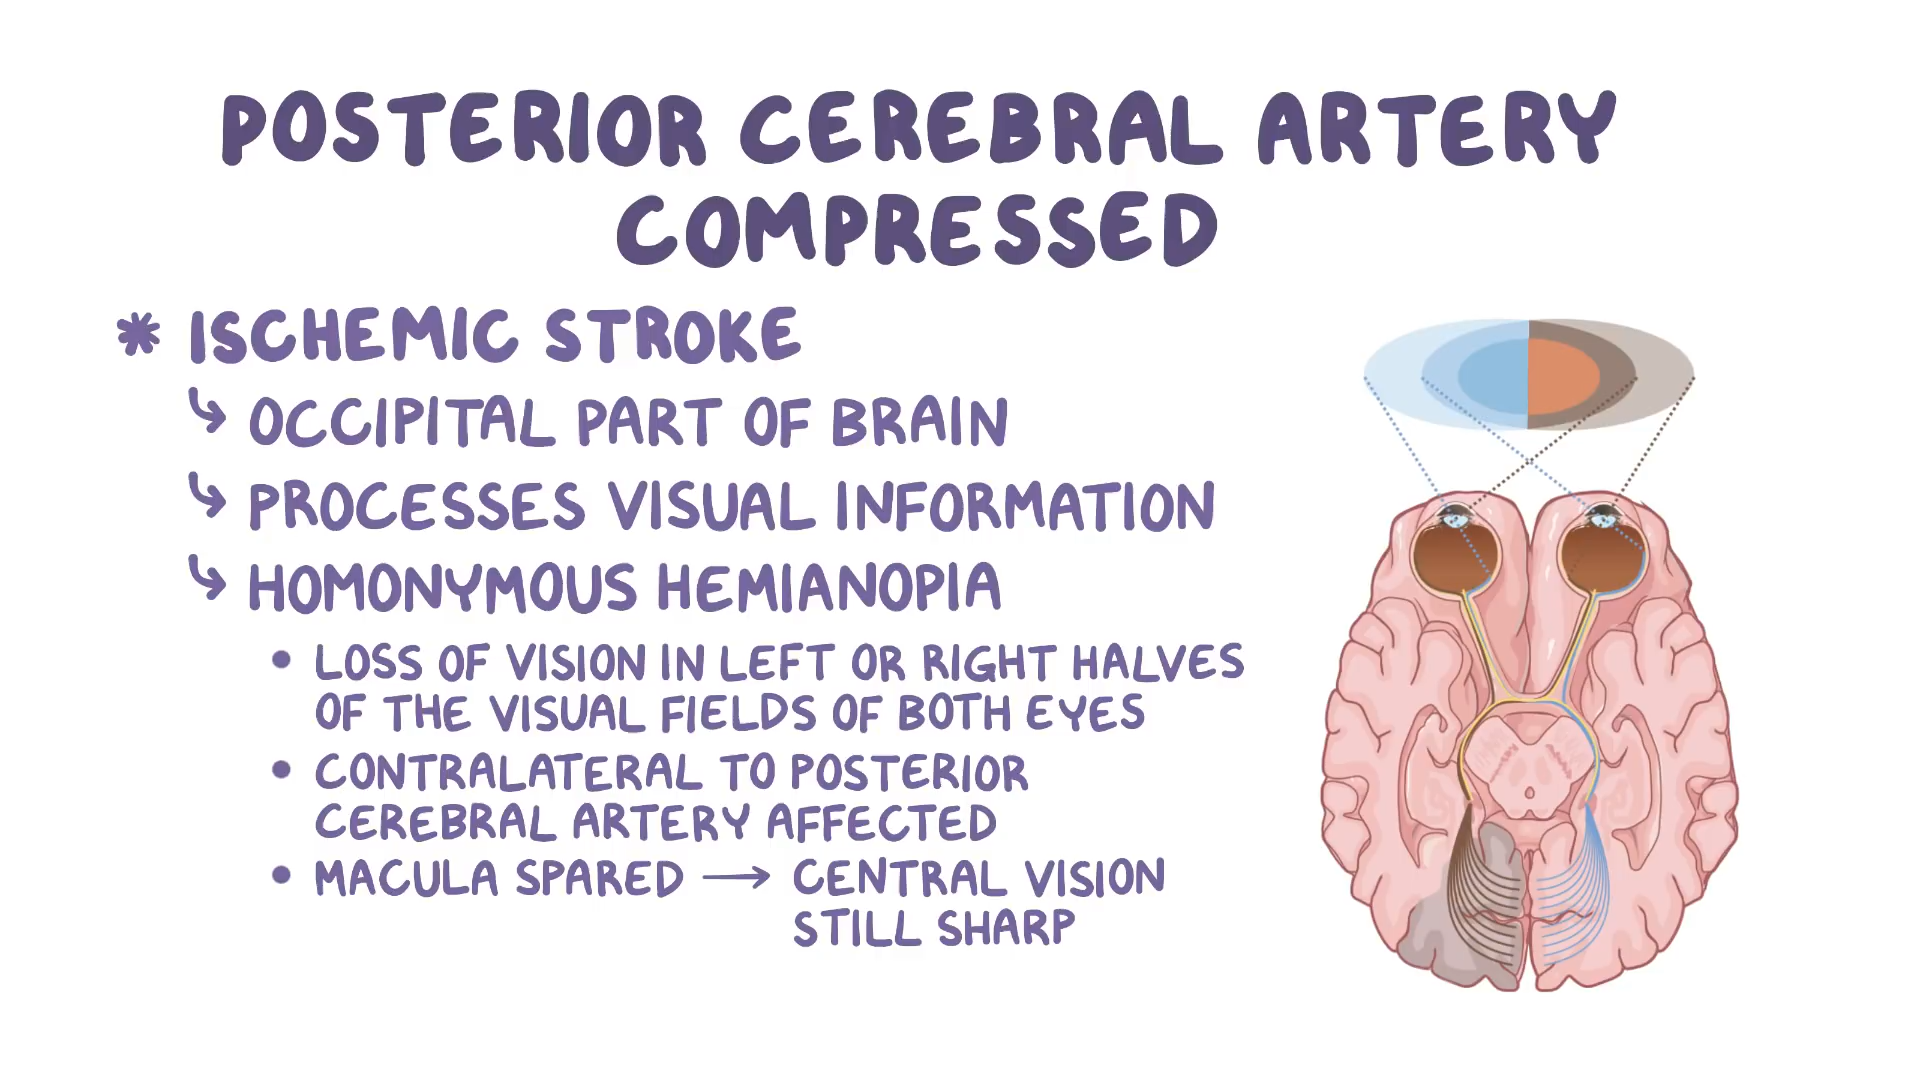 POSTERIOR CEREBRAL ARTERY
COMPRESSED
* ISCHEMIC STROKE
↳ OCCIPITAL PART OF BRAIN
↳ PROCESSES VISUAL INFORMATION
↳ HOMONYMOUS HEMIANOPIA
• LOSS OF VISION IN LEFT OR RIGHT HALVES
OF THE VISUAL FIELDS OF BOTH EYES
• CONTRALATERAL TO POSTERIOR
CEREBRAL ARTERY AFFECTED
• MACULA SPARED → CENTRAL VISION
STILL SHARP